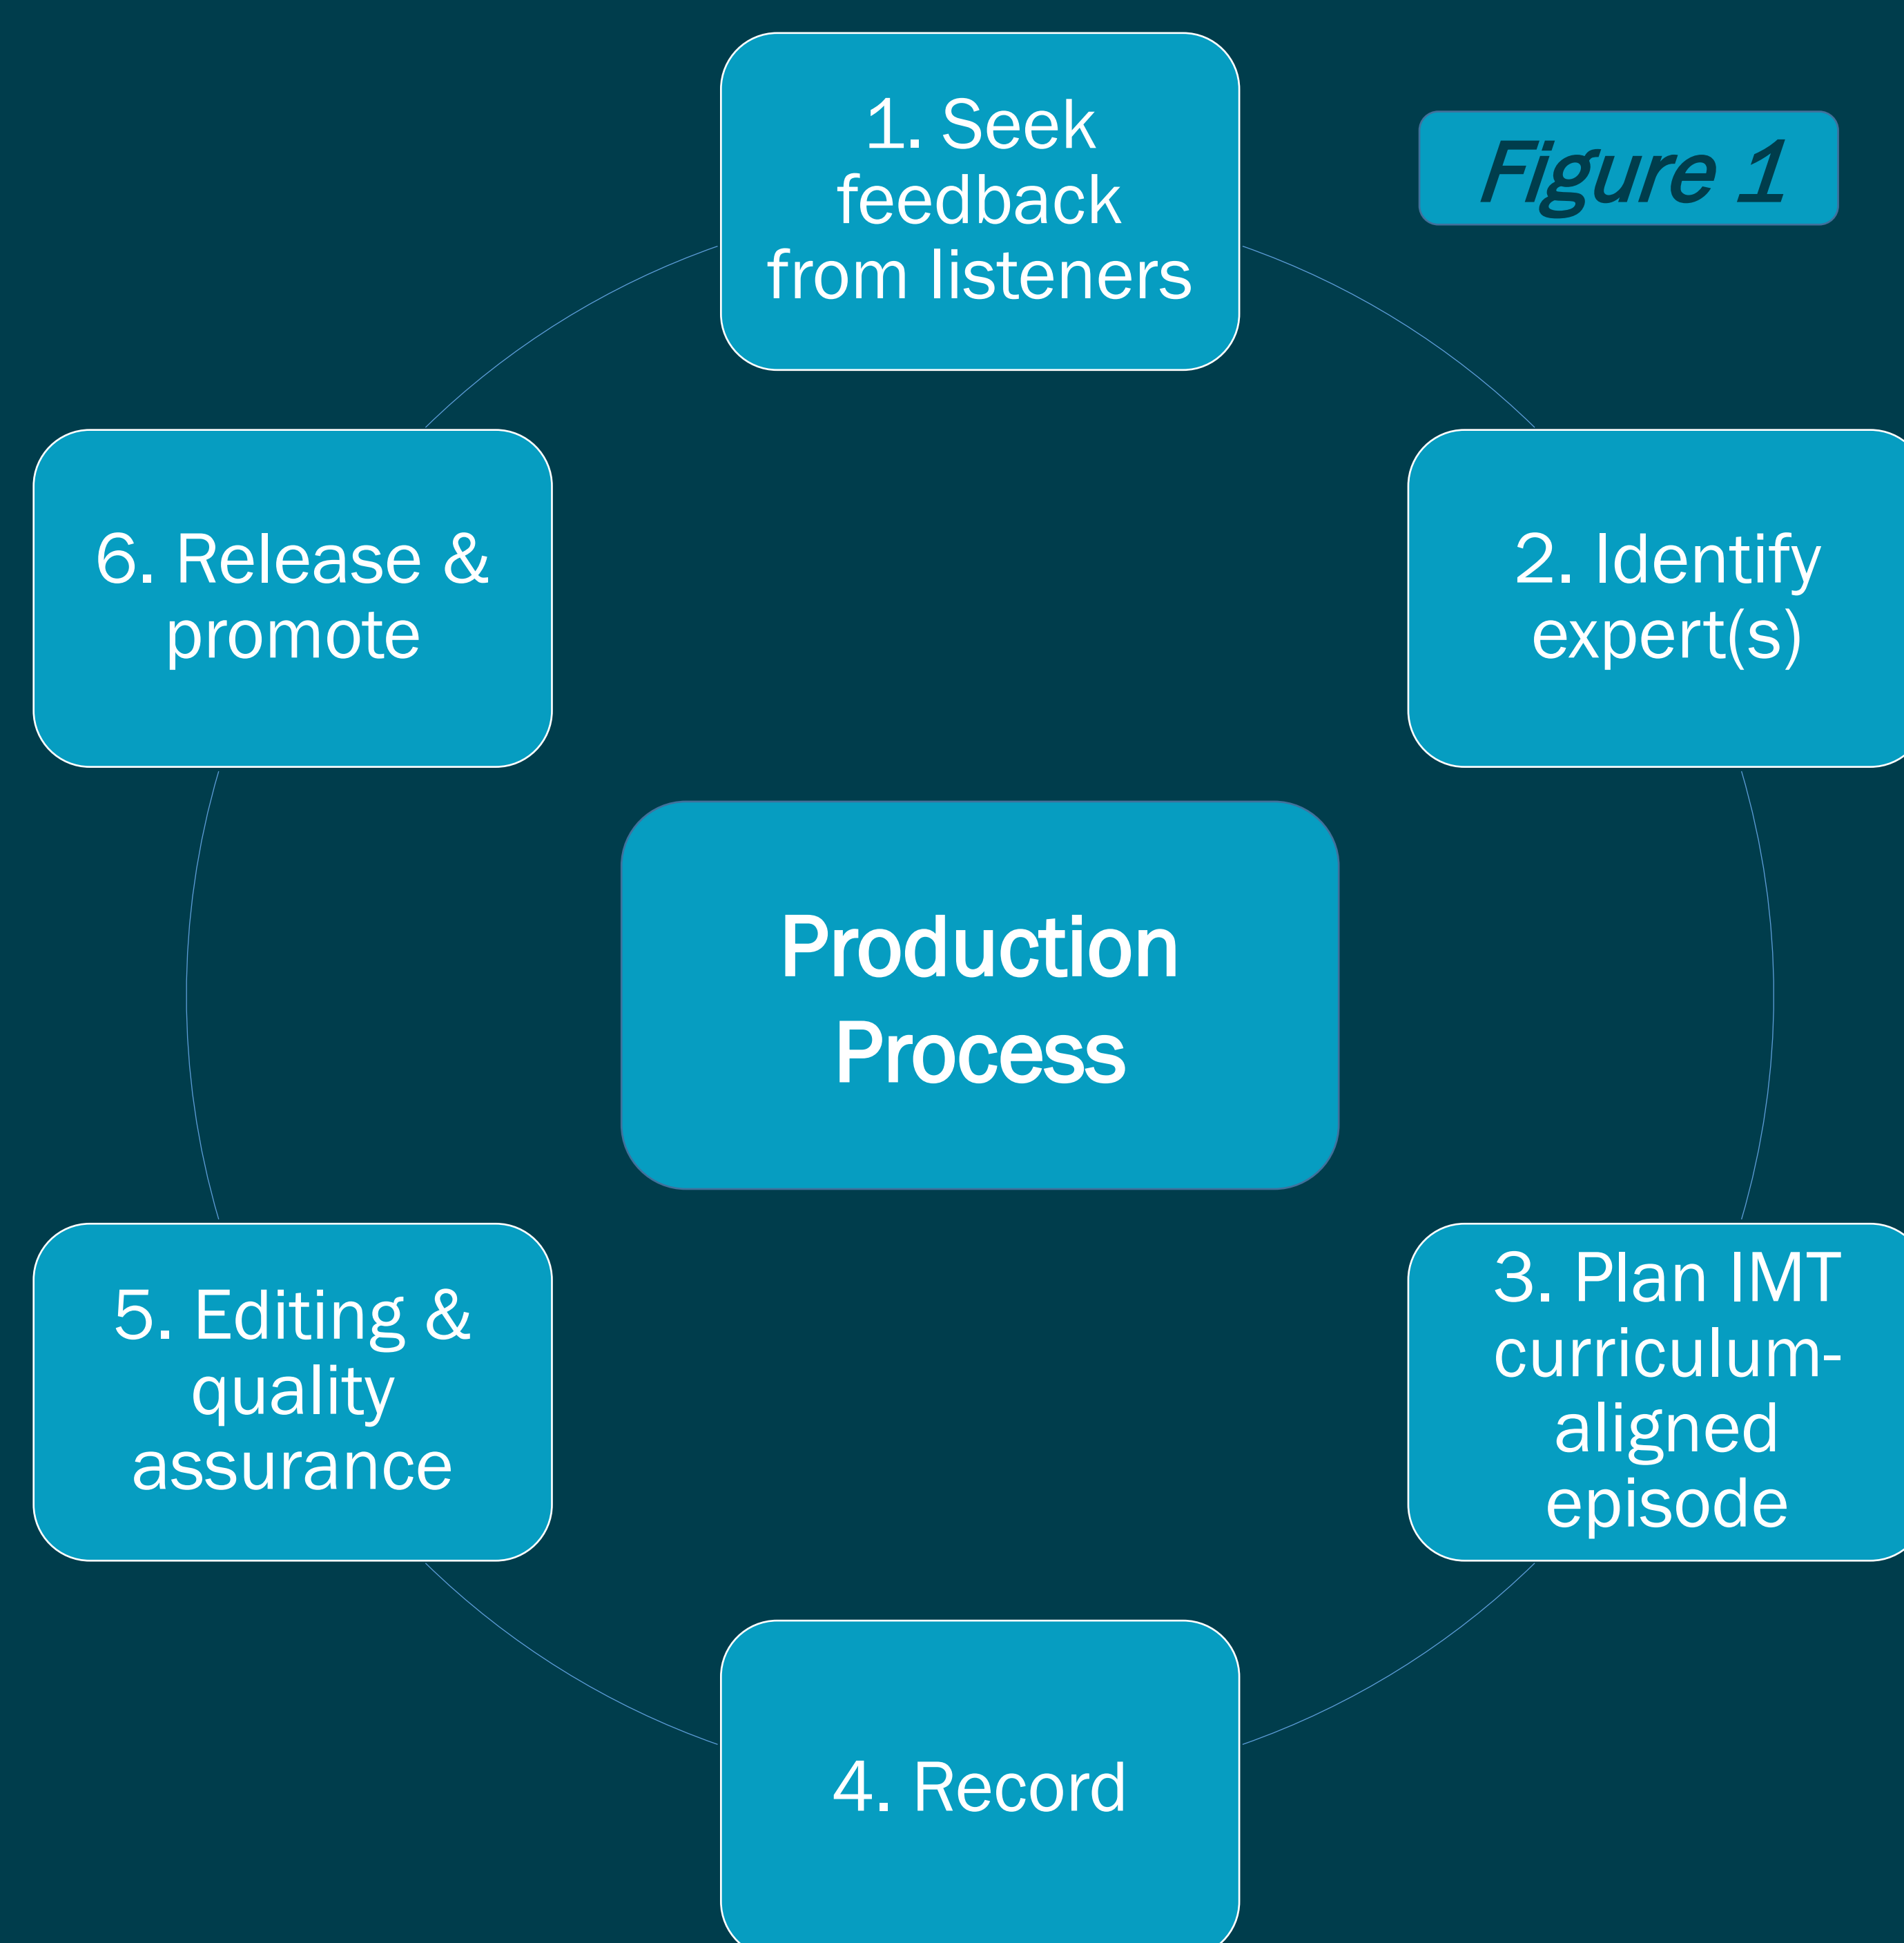 1. Seek
feedback
from listeners
Figure 1
2. Identify
expert(s)
3. Plan IMT
curriculum-
aligned
episode
4. Record
5. Editing &
quality
assurance
6. Release &
promote
Production
Process